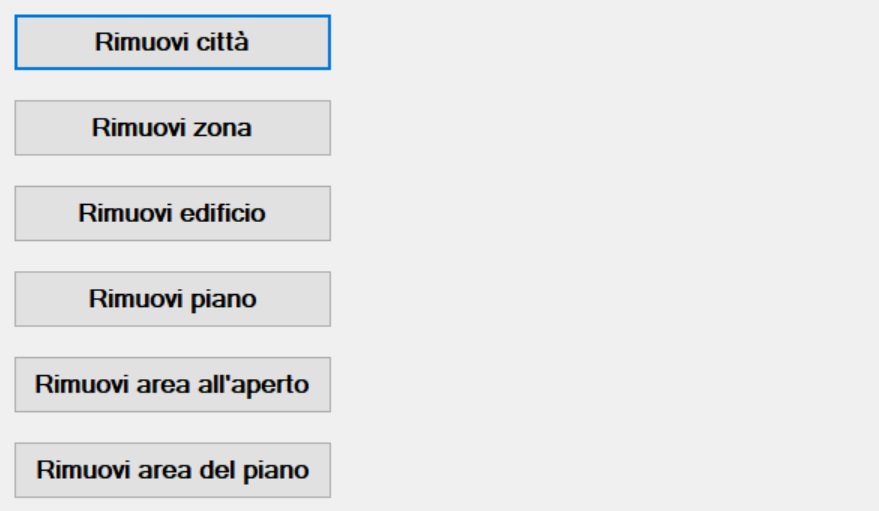 Rimuovi città
Rimuovi zona
Rimuovi edificio
Rimuovi piano
Rimuovi area all'aperto
Rimuovi area del piano